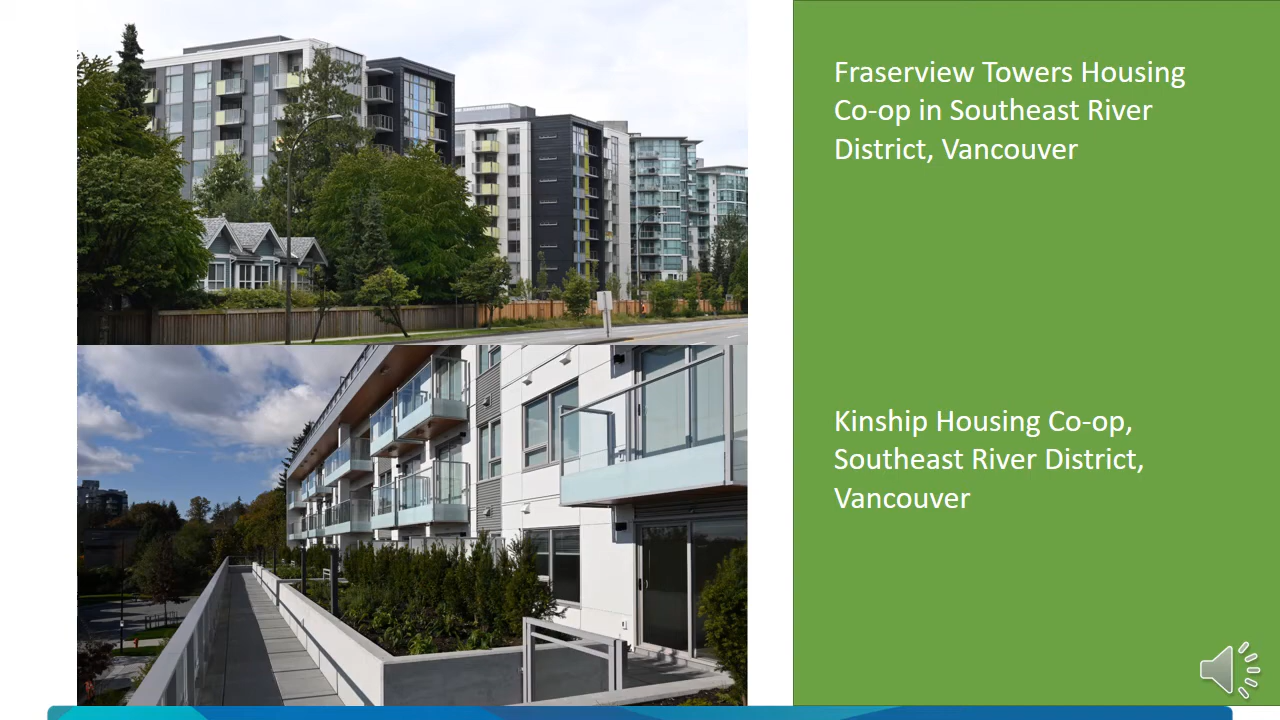 Fraserview Towers Housing
Co-op in Southeast River
District, Vancouver
Kinship Housing Co-op,
Southeast River District,
Vancouver